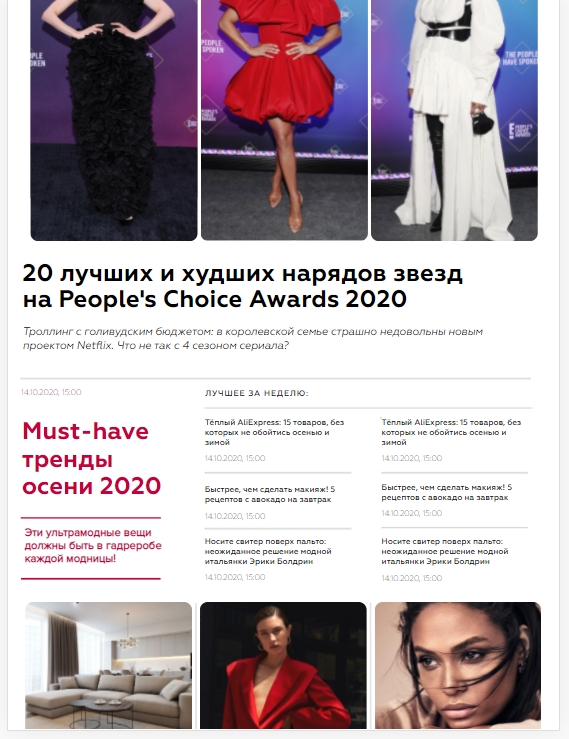 PEOPLE
SPOKEN
PEOPLE
SPOKEN
THE PEOPLE
HAVE SPOKEN
E PEOPLE'S
CHOICE
AWARDS
20 лучших и худших нарядов звезд
на People's Choice Awards 2020
Троллинг с голивудским бюджетом: в королевской семье страшно недовольны новым
проектом Netflix. Что не так с 4 сезоном сериала?
14.10.2020, 15:00
ЛУЧШЕЕ ЗА НЕДЕЛЮ:
Must-have
тренды
осени 2020
Эти ультрамодные вещи
должны быть в гадреробе
каждой модницы!
Тёплый AliExpress: 15 товаров, без
которых не обойтись осенью и
зимой
14.10.2020, 15:00
Быстрее, чем сделать макияж! 5
рецептов с авокадо на завтрак
14.10.2020, 15:00
Носите свитер поверх пальто:
неожиданное решение модной
итальянки Эрики Болдрин
14.10.2020, 15:00
Тёплый AliExpress: 15 товаров, без
которых не обойтись осенью и
зимой
14.10.2020, 15:00
Быстрее, чем сделать макияж! 5
рецептов с авокадо на завтрак
14.10.2020, 15:00
Носите свитер поверх пальто:
неожиданное решение модной
итальянки Эрики Болдрин
14.10.2020, 15:00